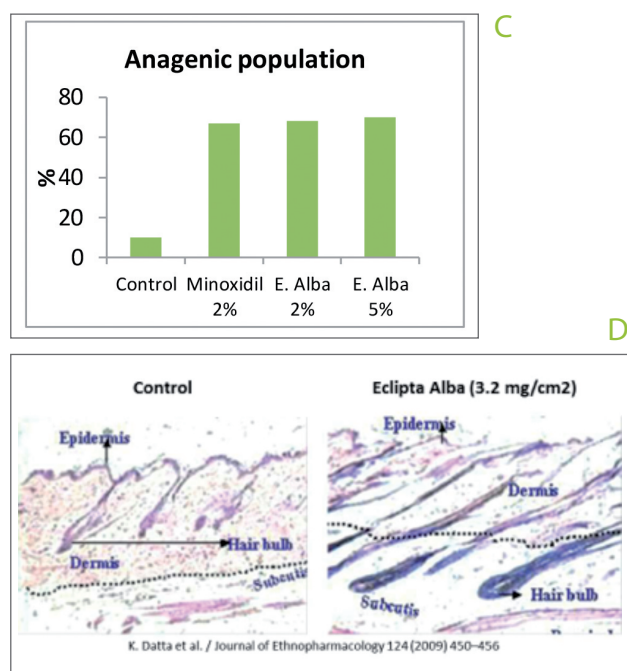 C
Anagenic population
%
80
60
40
20
0
Control Minoxidil 2% E. Alba 2% E. Alba 5%
D
Control
Epidermis
Hair bulb
Dermis
Subcutis
Eclipta Alba (3.2 mg/cm2)
Epidermis
Dermis
Hair bulb
Subcutis
K. Datta et al. / Journal of Ethnopharmacology 124 (2009) 450–456